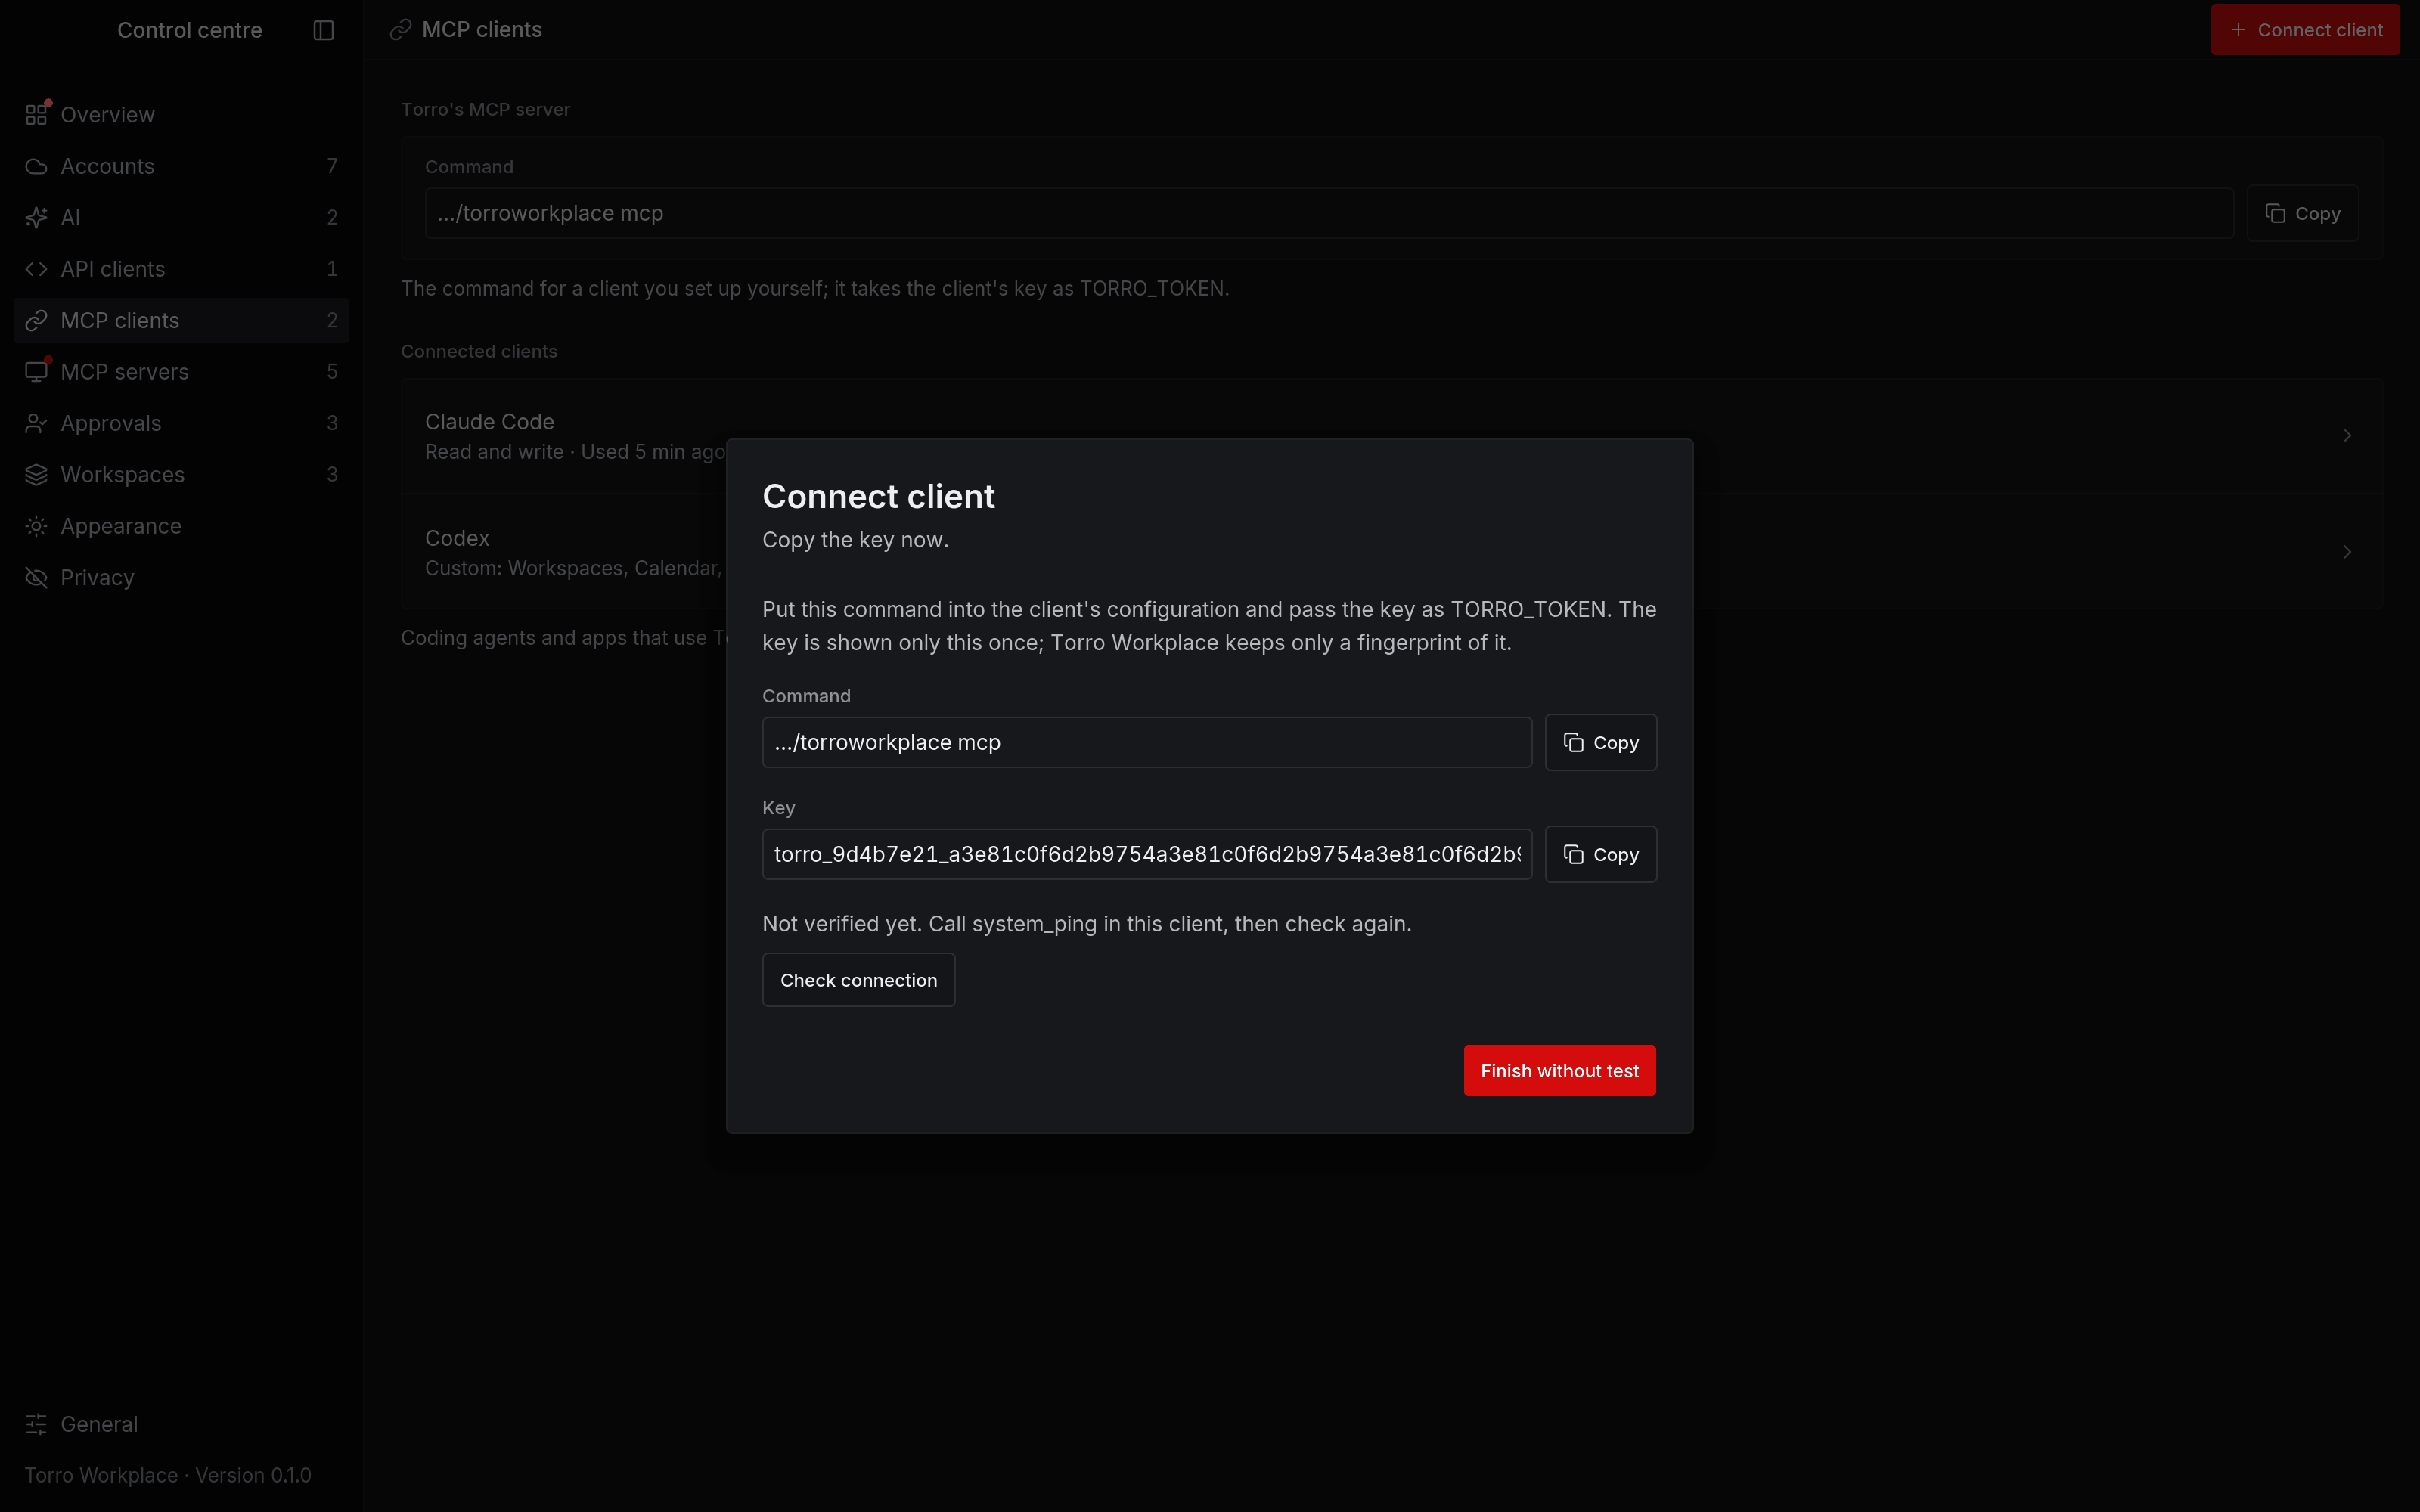 Control centre
MCP clients
Connect client
Overview
Accounts 7
AI 2
API clients 1
MCP clients 2
MCP servers 5
Approvals 3
Workspaces 3
Appearance
Privacy
General
Torro Workplace · Version 0.1.0
Torro's MCP server
Command
.../torroworkplace mcp
Copy
The command for a client you set up yourself; it takes the client's key as TORRO_TOKEN.
Connected clients
Claude Code
Read and write · Used 5 min ago
Codex
Custom: Workspaces, Calendar,
Coding agents and apps that use
Connect client
Copy the key now.
Put this command into the client's configuration and pass the key as TORRO_TOKEN. The
key is shown only this once; Torro Workplace keeps only a fingerprint of it.
Command
.../torroworkplace mcp
Copy
Key
torro_9d4b7e21_a3e81c0f6d2b9754a3e81c0f6d2b9754a3e81c0f6d2b
Copy
Not verified yet. Call system_ping in this client, then check again.
Check connection
Finish without test